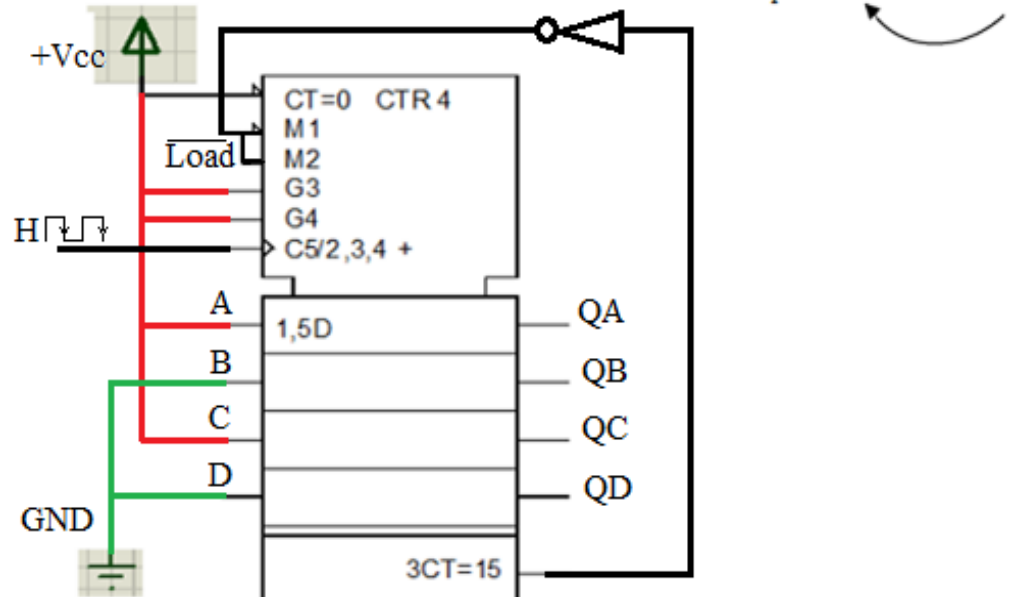 +Vcc
CT=0 CTR 4
M1
Load
M2
G3
G4
H
C5/2,3,4 +
A
QA
1,5D
B
QB
C
QC
D
QD
GND
3CT=15